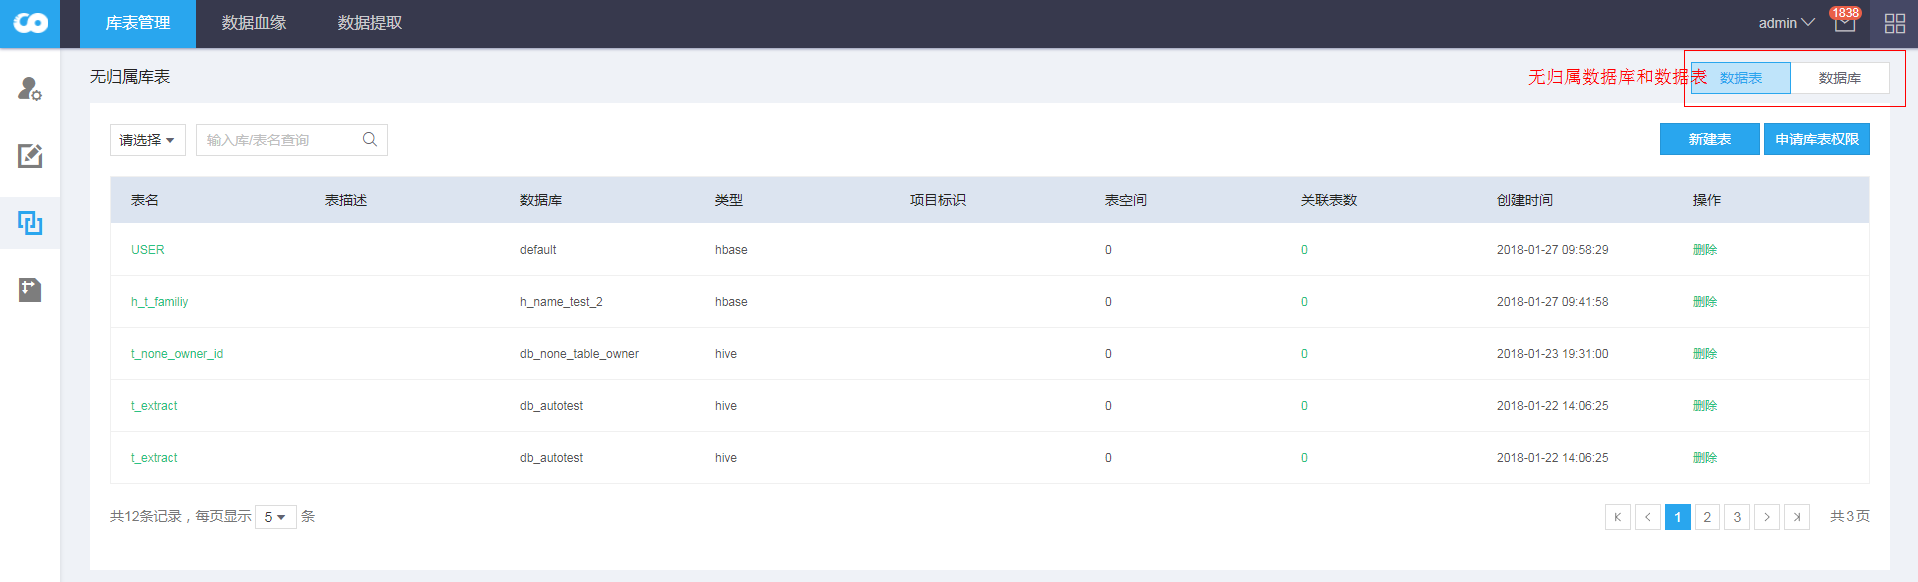 库表管理 数据血缘 数据提取 admin 1838
无归属库表 无归属数据库和数据表 数据表 数据库
请选择 输入库/表名查询 新建表 申请库表权限
表名 表描述 数据库 类型 项目标识 表空间 关联表数 创建时间 操作
USER default hbase 0 0 2018-01-27 09:58:29 删除
h_t_familiy h_name_test_2 hbase 0 0 2018-01-27 09:41:58 删除
t_none_owner_id db_none_table_owner hive 0 0 2018-01-23 19:31:00 删除
t_extract db_autotest hive 0 0 2018-01-22 14:06:25 删除
t_extract db_autotest hive 0 0 2018-01-22 14:06:25 删除
共12条记录，每页显示 5 条 1 2 3 共3页